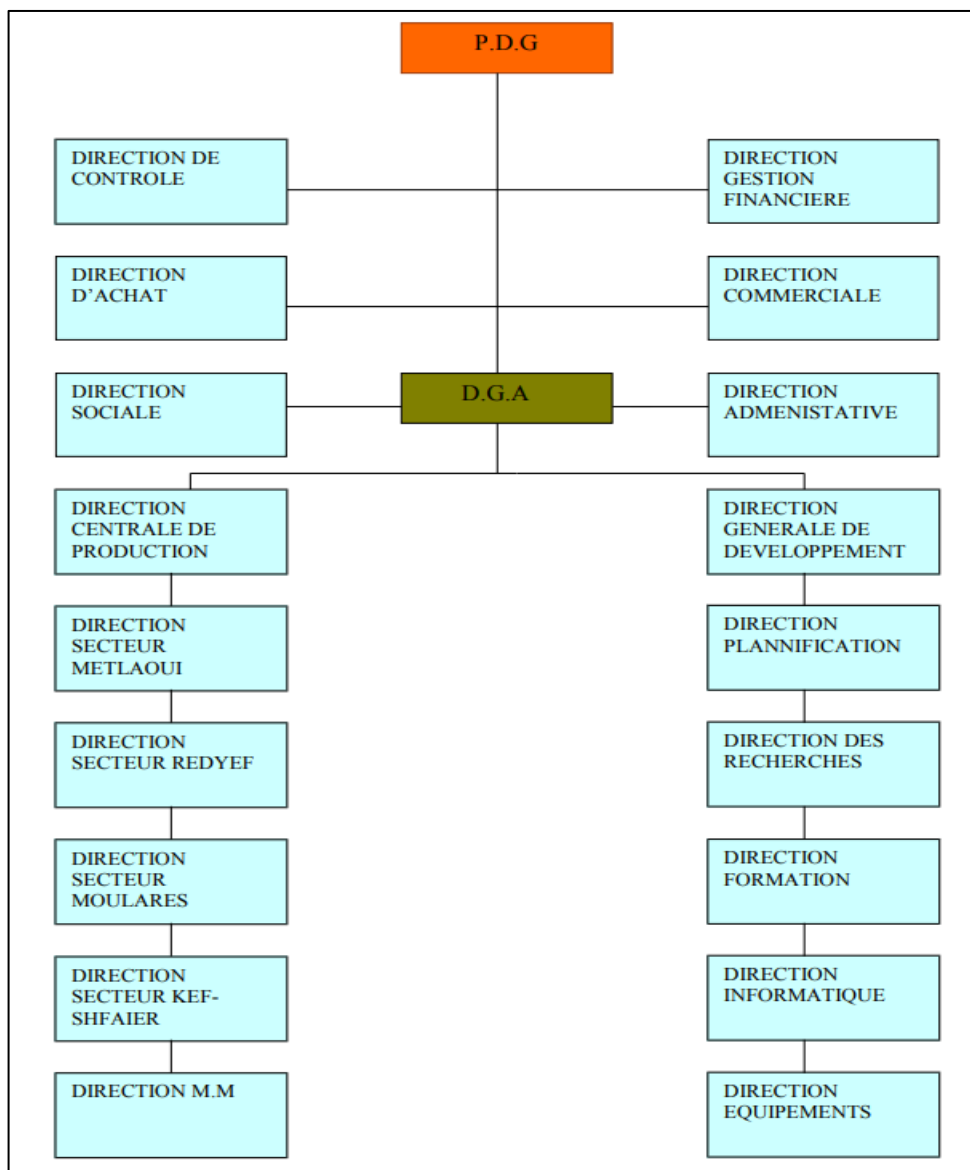 P.D.G
DIRECTION DE
CONTROLE
DIRECTION
GESTION
FINANCIERE
DIRECTION
D'ACHAT
DIRECTION
COMMERCIALE
DIRECTION
SOCIALE
D.G.A
DIRECTION
ADMENISTATIVE
DIRECTION
CENTRALE DE
PRODUCTION
DIRECTION
GENERALE DE
DEVELOPPEMENT
DIRECTION
SECTEUR
METLAOUI
DIRECTION
PLANNIFICATION
DIRECTION
SECTEUR REDYEF
DIRECTION DES
RECHERCHES
DIRECTION
SECTEUR
MOULARES
DIRECTION
FORMATION
DIRECTION
SECTEUR KEF-
SHFAIER
DIRECTION
INFORMATIQUE
DIRECTION M.M
DIRECTION
EQUIPEMENTS